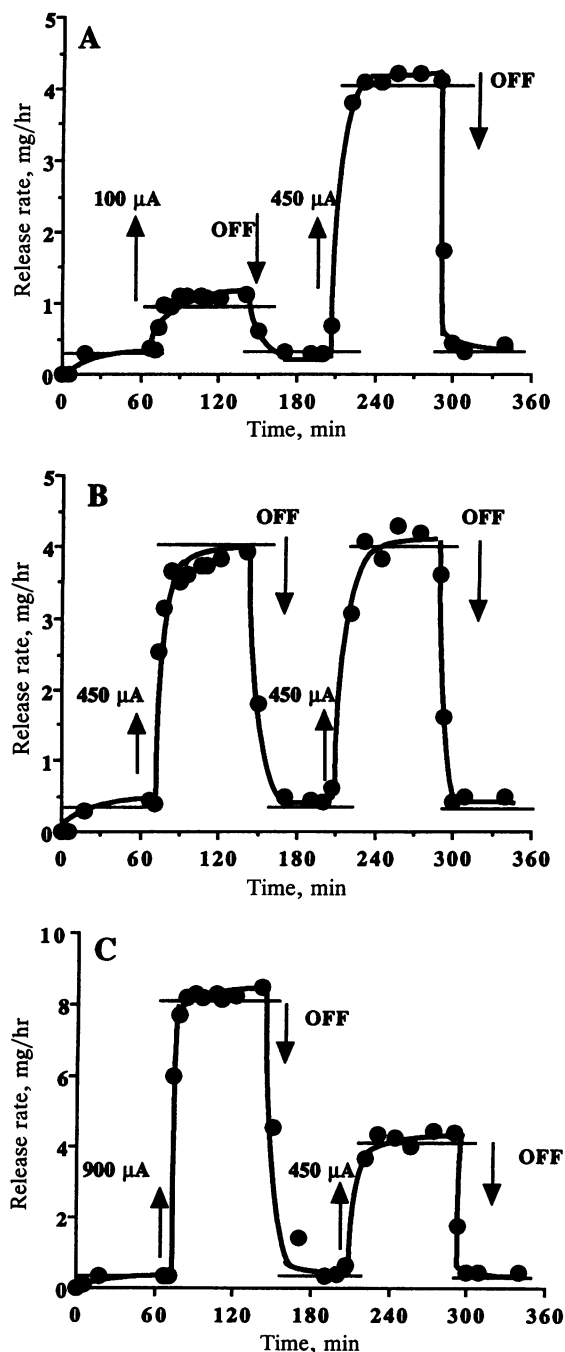 A
Release rate, mg/hr
5
4
3
2
1
0
100 µA
OFF
450 µA
OFF
0 60 120 180 240 300 360
Time, min
B
Release rate, mg/hr
5
4
3
2
1
0
450 µA
OFF
450 µA
OFF
0 60 120 180 240 300 360
Time, min
C
Release rate, mg/hr
10
8
6
4
2
0
900 µA
OFF
450 µA
OFF
0 60 120 180 240 300 360
Time, min